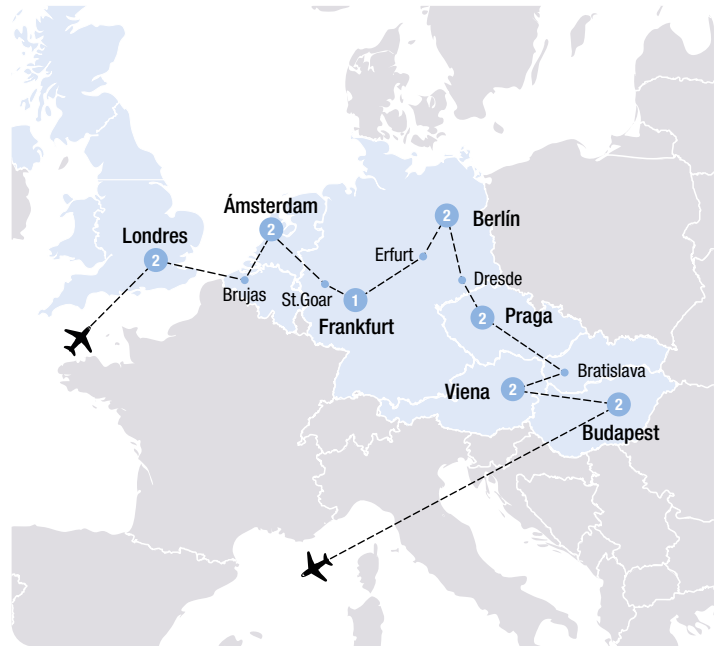 Ámsterdam
2
Berlín
2
Londres
2
Erfurt
Dresde
Brujas
St.Goar
1
Frankfurt
2
Praga
Bratislava
Viena
2
2
Budapest